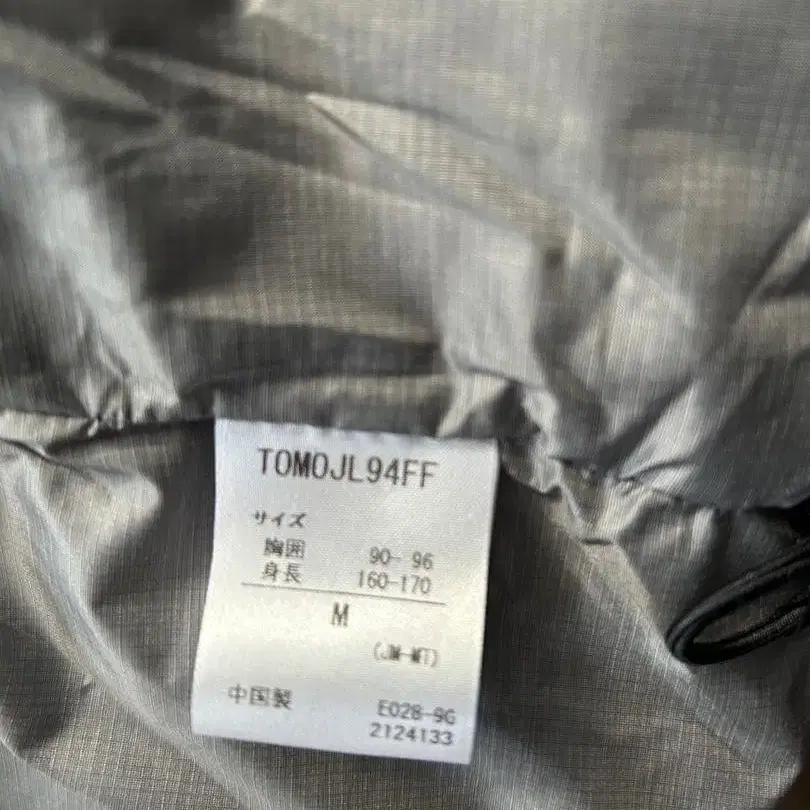 TOMOJL94FF
サイズ
胸囲 90- 96
身長 160-170
M
(JM-MT)
中国製 E028-9G
2124133